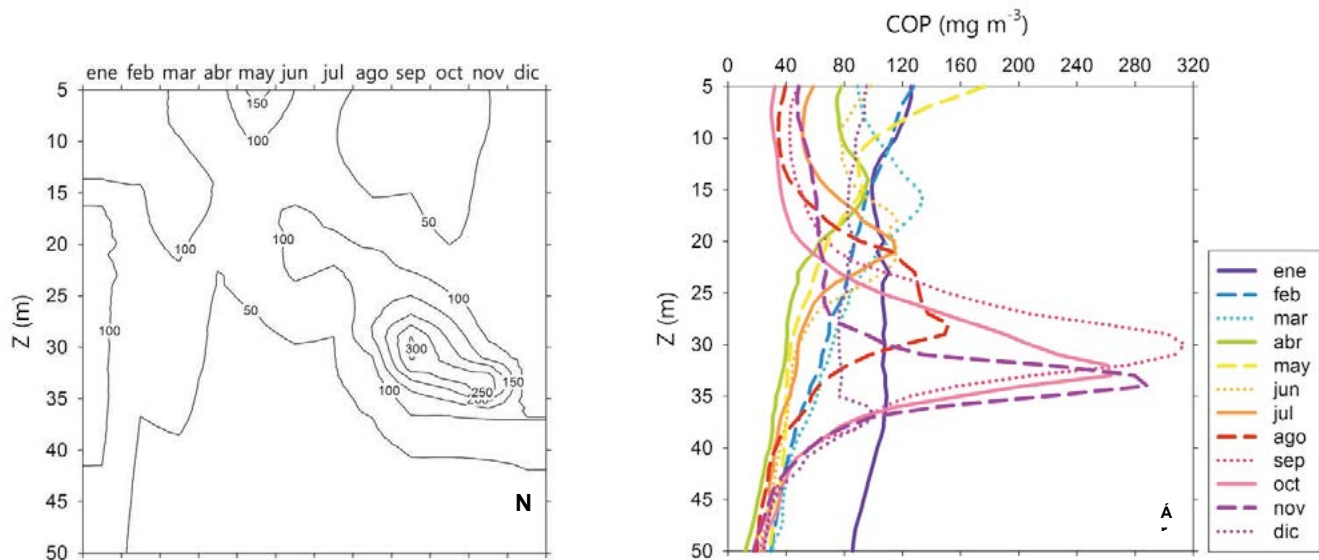 COP (mg m-3)
ene feb mar abr may jun jul ago sep oct nov dic
0 40 80 120 160 200 240 280 320
5
10
15
20
25
30
35
40
45
50
Z (m)
150
100
50
100
100
100
100
50
300
100
150
250
200
N
5
10
15
20
25
30
35
40
45
50
Z (m)
Á
ene
feb
mar
abr
may
jun
jul
ago
sep
oct
nov
dic